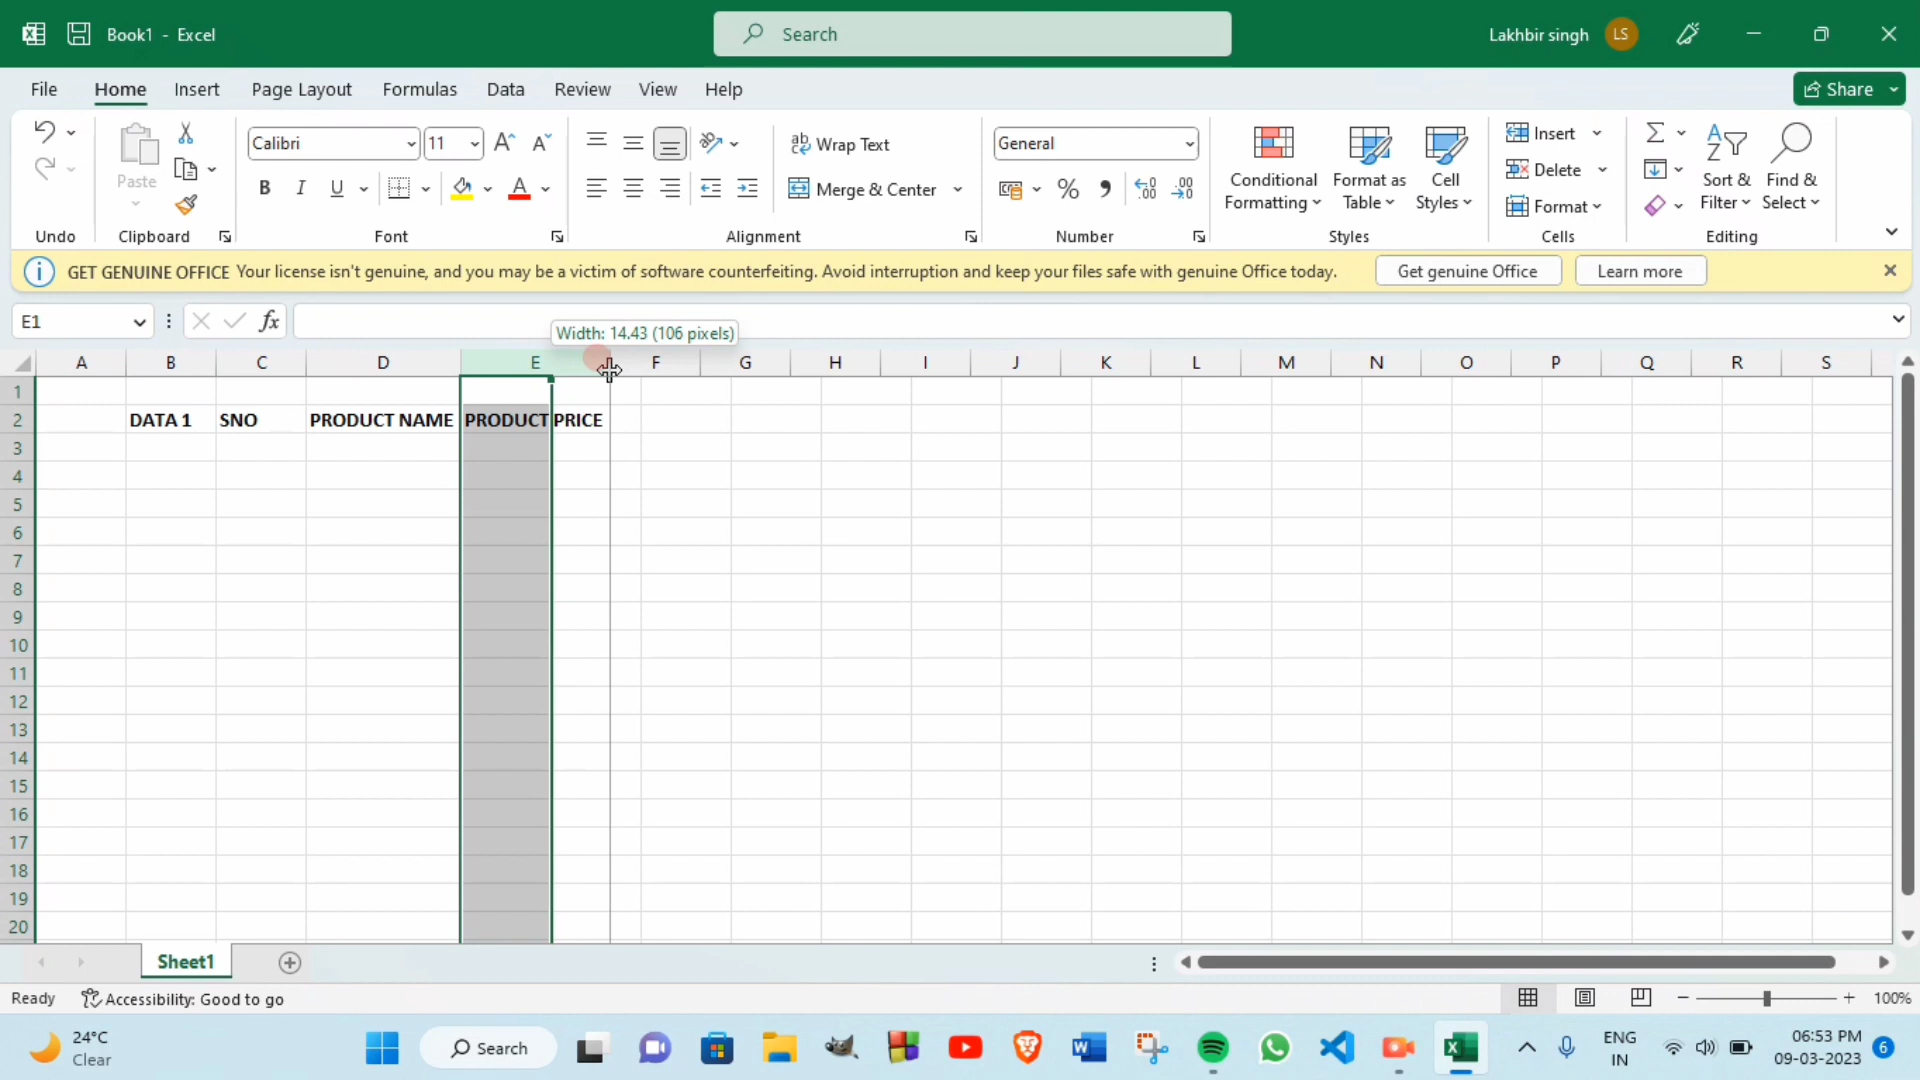 Book1 - Excel
Search
Lakhbir singh
LS
File Home Insert Page Layout Formulas Data Review View Help
Share
Paste
Undo
Clipboard
Calibri
11
B I U
A
Font
ab Wrap Text
Merge & Center
Alignment
General
%
Number
Conditional Formatting
Format as Table
Cell Styles
Styles
Insert
Delete
Format
Cells
Sort & Filter
Find & Select
Editing
GET GENUINE OFFICE Your license isn't genuine, and you may be a victim of software counterfeiting. Avoid interruption and keep your files safe with genuine Office today.
Get genuine Office
Learn more
E1
fx
Width: 14.43 (106 pixels)
A B C D E F G H I J K L M N O P Q R S
1
2 DATA 1 SNO PRODUCT NAME PRODUCT PRICE
3
4
5
6
7
8
9
10
11
12
13
14
15
16
17
18
19
20
Sheet1
Ready Accessibility: Good to go
100%
24°C
Clear
Search
ENG
IN
06:53 PM
09-03-2023
6